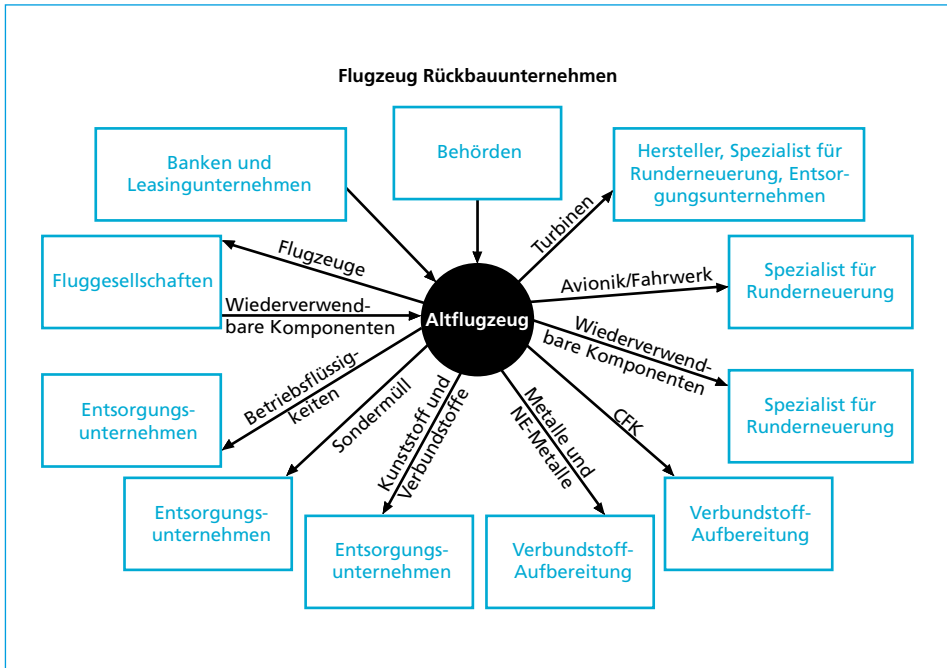 Flugzeug Rückbauunternehmen
Banken und
Leasingunternehmen
Behörden
Hersteller, Spezialist für
Runderneuerung, Entsor-
gungsunternehmen
Turbinen
Flugzeuge
Fluggesellschaften
Wiederverwend-
bare Komponenten
Altflugzeug
Avionik/Fahrwerk
Spezialist für
Runderneuerung
Wiederverwend-
bare Komponenten
Spezialist für
Runderneuerung
Betriebsflüssig-
keiten
Entsorgungs-
unternehmen
Sondermüll
Entsorgungs-
unternehmen
Kunststoff und
Verbundstoffe
Entsorgungs-
unternehmen
Metalle und
NE-Metalle
Verbundstoff-
Aufbereitung
CFK
Verbundstoff-
Aufbereitung